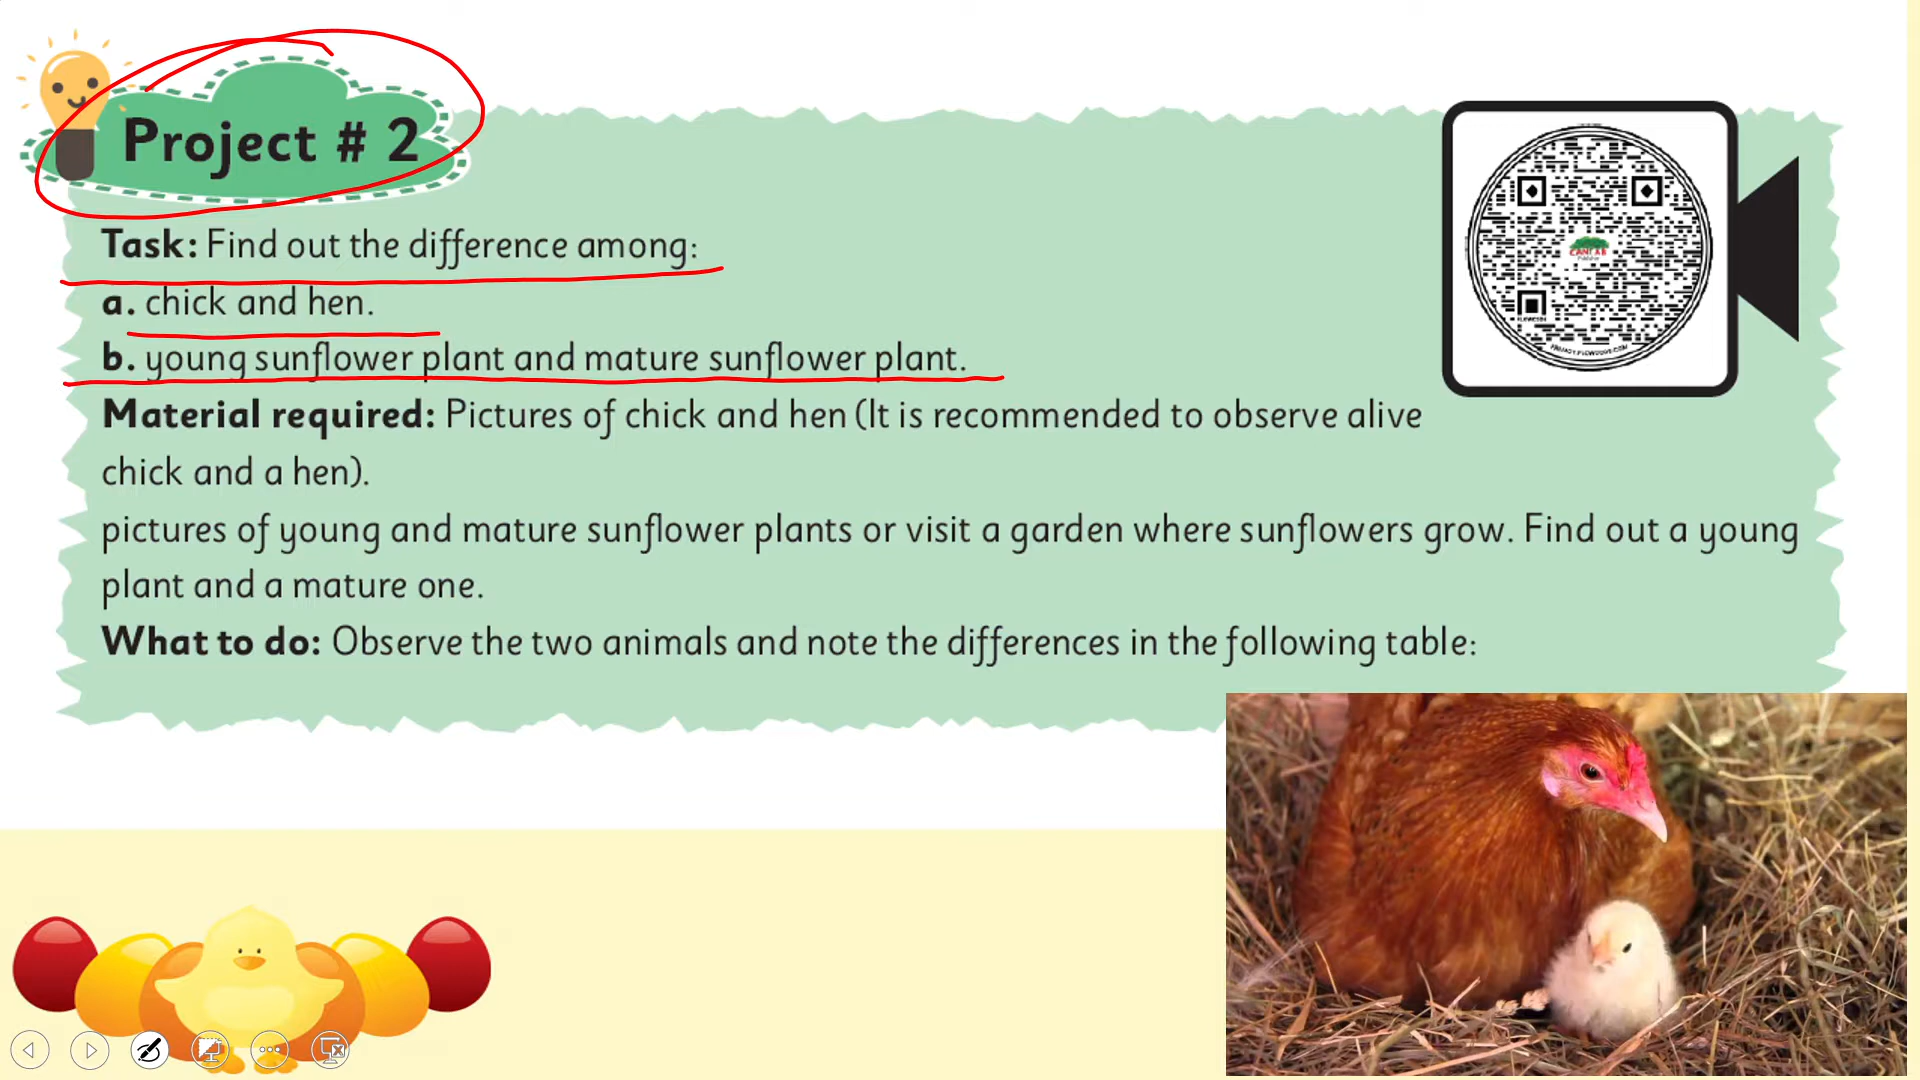 Project # 2
Task: Find out the difference among:
a. chick and hen.
b. young sunflower plant and mature sunflower plant.
Material required: Pictures of chick and hen (It is recommended to observe alive
chick and a hen).
pictures of young and mature sunflower plants or visit a garden where sunflowers grow. Find out a young
plant and a mature one.
What to do: Observe the two animals and note the differences in the following table: